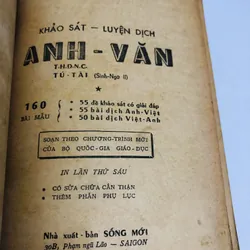 KHẢO SÁT — LUYỆN DỊCH
ANH - VĂN
T.H.Đ.N.C.
TÚ-TÀI (Sinh-Ngữ II)
★
160
BÀI MẪU
* 55 đề khảo sát có giải đáp
* 55 bài dịch Anh-Việt
* 50 bài dịch Việt-Anh
SOẠN THEO CHƯƠNG-TRÌNH MỚI
CỦA BỘ QUỐC-GIA GIÁO-DỤC
IN LẦN THỨ SÁU
* CÓ SỬA CHỮA CẨN THẬN
* THÊM PHẦN PHỤ LỤC
Nhà xuất-bản SỐNG MỚI
Phạm ngũ Lão — SAIGON